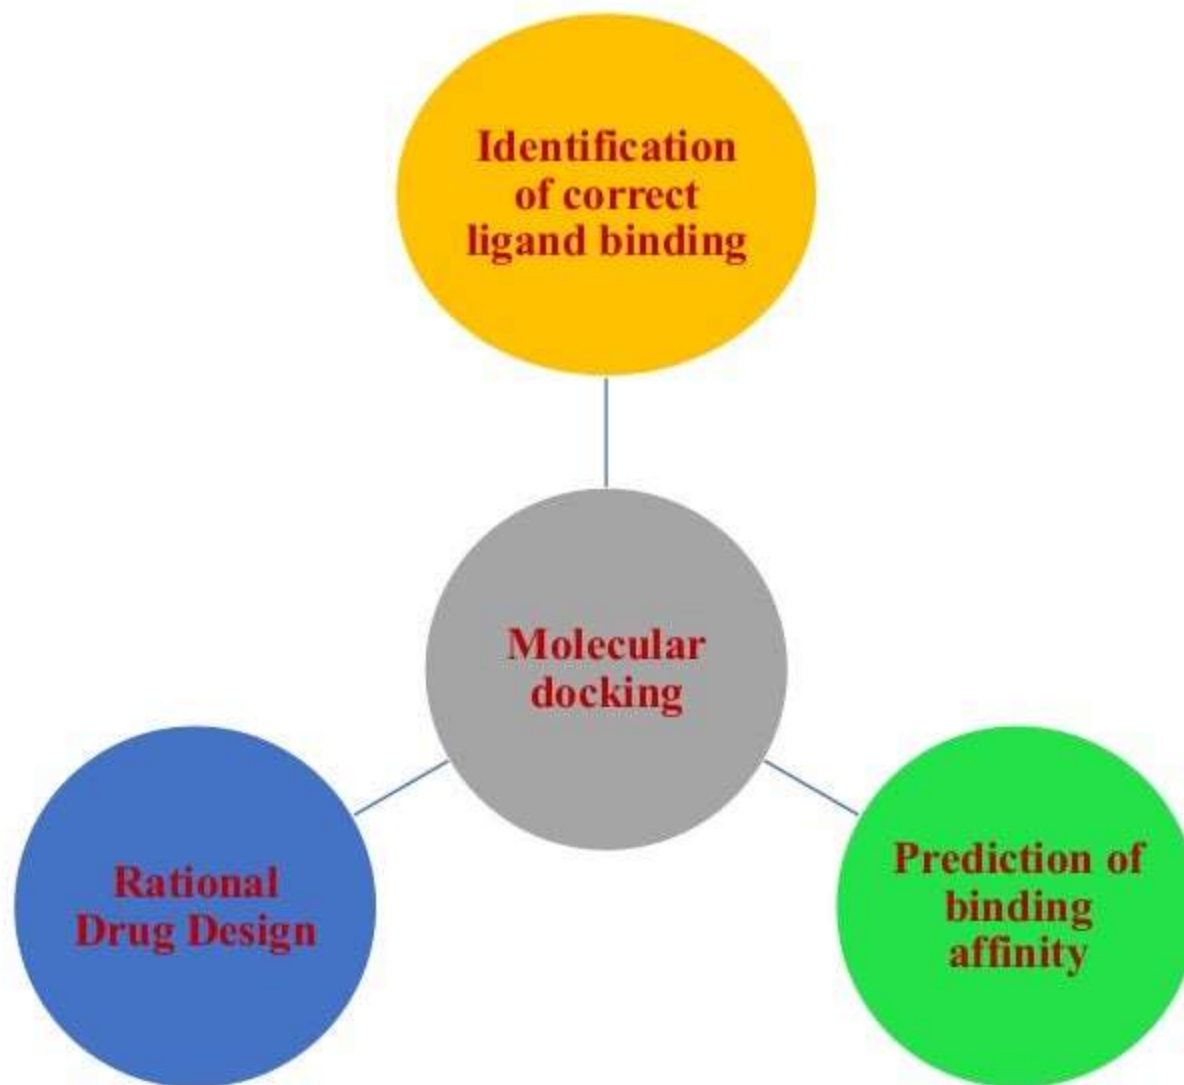 Identification
of correct
ligand binding
Molecular
docking
Rational
Drug Design
Prediction of
binding
affinity